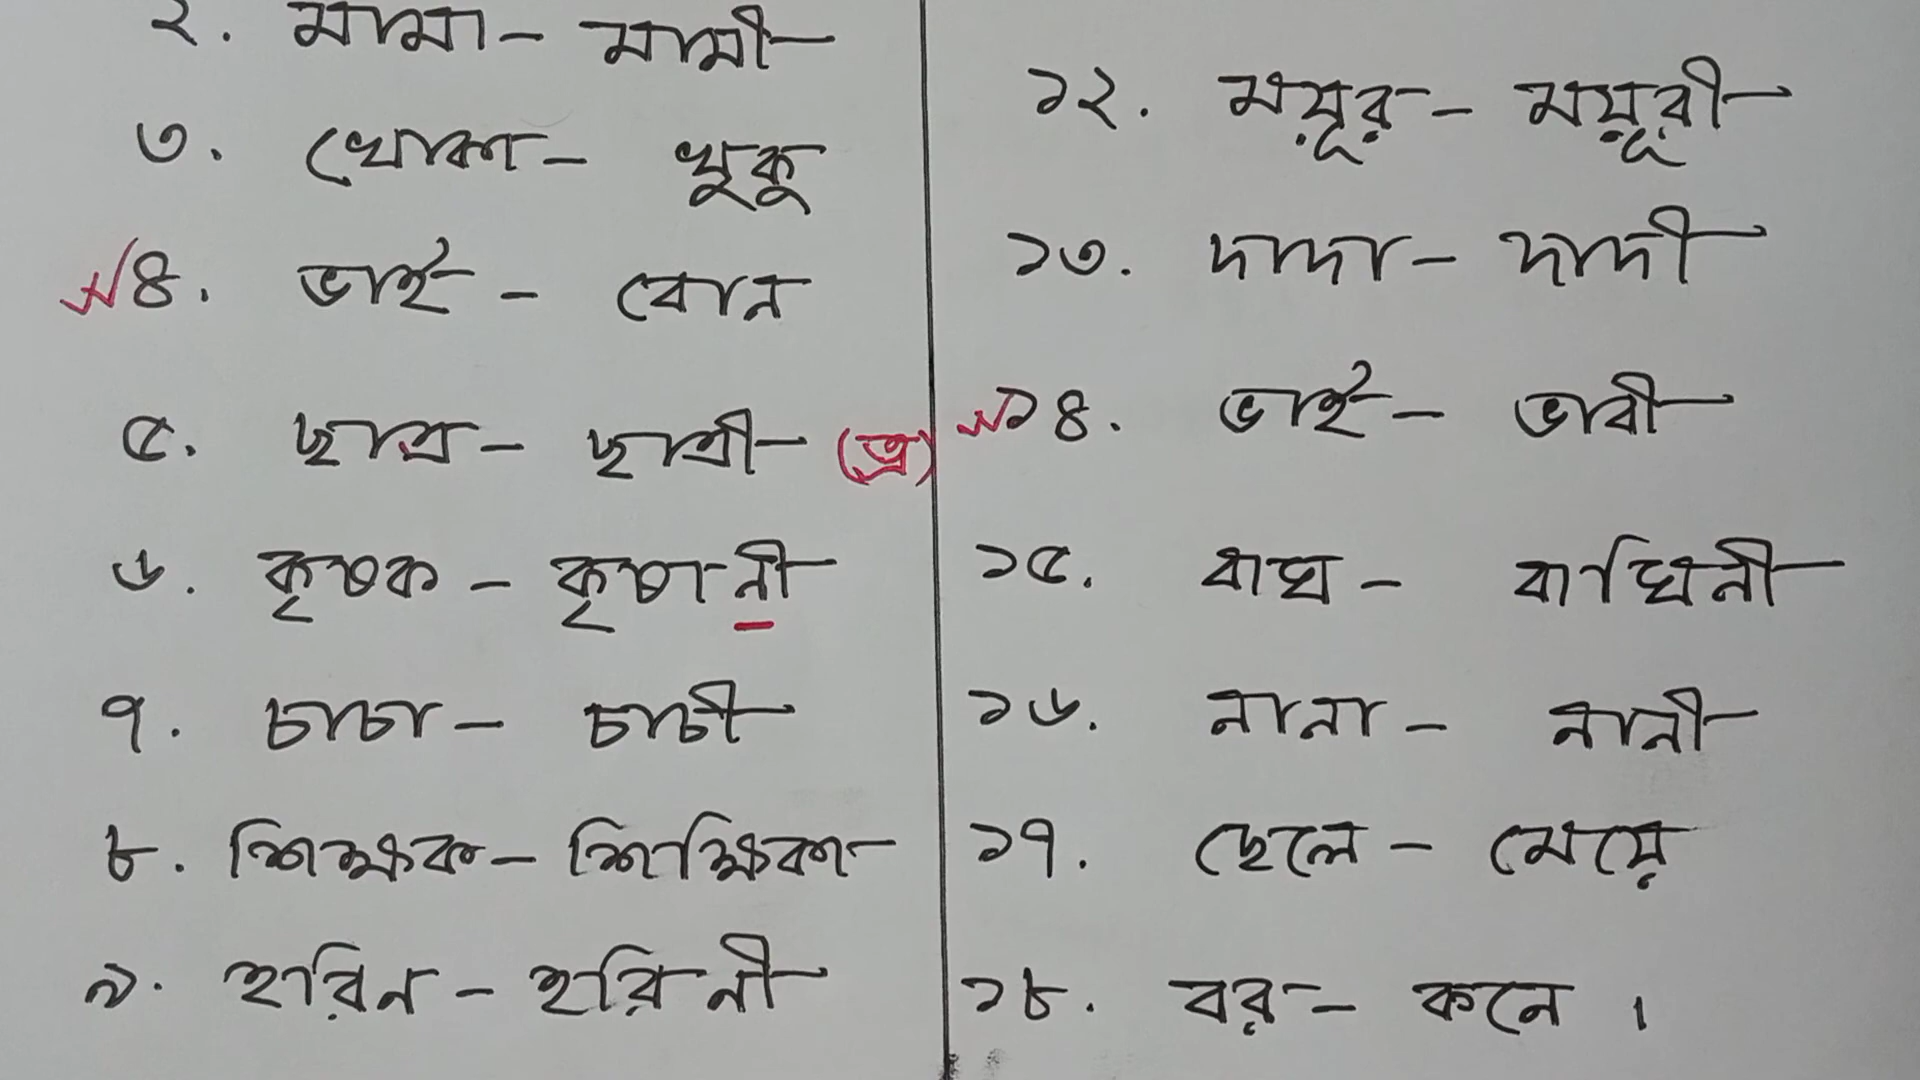 ২. মামা - মামী
৩. খোকা - খুকু
৪. ভাই - বোন
৫. ছাত্র - ছাত্রী (ত্র)
৬. কৃষক - কৃষানী
৭. চাচা - চাচী
৮. শিক্ষক - শিক্ষিকা
৯. হরিন - হরিনী
১২. ময়ূর - ময়ূরী
১৩. দাদা - দাদী
১৪. ভাই - ভাবী
১৫. বাঘ - বাঘিনী
১৬. নানা - নানী
১৭. ছেলে - মেয়ে
১৮. বর - কনে ।